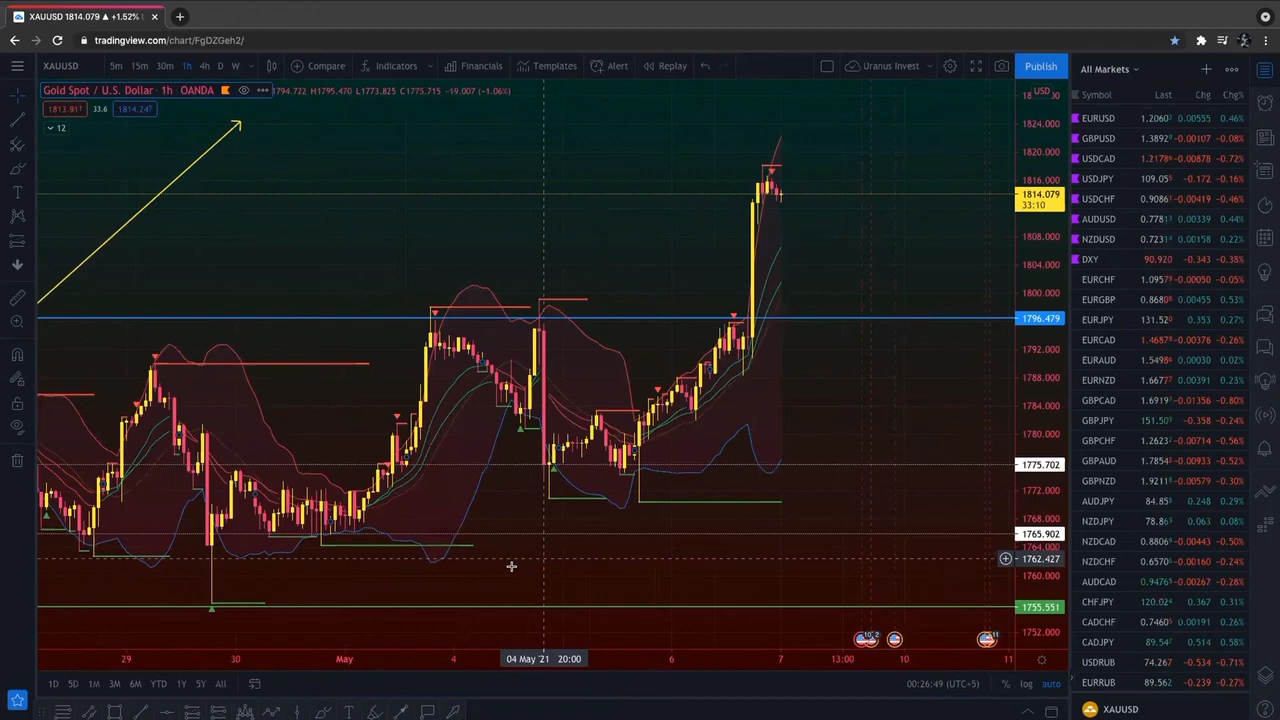 XAUUSD 1814.079 ▲ +1.52%
tradingview.com/chart/FgDZGeh2/
XAUUSD 5m 15m 30m 1h 4h D W Compare Indicators Financials Templates Alert Replay Uranus Invest Publish
Gold Spot / U.S. Dollar · 1h · OANDA 1794.722 H1795.470 L1773.825 C1775.715 -19.007 (-1.06%)
1813.917 33.6 1814.247
12
USD
1824.000
1820.000
1816.000
1814.079
33:10
1808.000
1804.000
1800.000
1796.479
1792.000
1788.000
1784.000
1780.000
1775.702
1772.000
1768.000
1765.902
1764.000
1762.427
1760.000
1755.551
1752.000
29 30 May 4 04 May '21 20:00 6 7 13:00 10 11
1D 5D 1M 3M 6M YTD 1Y 5Y All 00:26:49 (UTC+5) % log auto
All Markets
Symbol Last Chg Chg%
EURUSD 1.2060 0.00555 0.46%
GBPUSD 1.3892 -0.00107 -0.08%
USDCAD 1.2178 -0.00878 -0.72%
USDJPY 109.05 -0.172 -0.16%
USDCHF 0.9086 -0.00419 -0.46%
AUDUSD 0.7781 0.00339 0.44%
NZDUSD 0.7231 0.00158 0.22%
DXY 90.920 -0.343 -0.38%
EURCHF 1.0957 -0.00050 -0.05%
EURGBP 0.8680 0.00455 0.53%
EURJPY 131.52 0.353 0.27%
EURCAD 1.4687 -0.00376 -0.26%
EURAUD 1.5498 0.00030 0.02%
EURNZD 1.6677 0.00391 0.23%
GBPCAD 1.6919 -0.01356 -0.80%
GBPJPY 151.50 -0.358 -0.24%
GBPCHF 1.2623 -0.00714 -0.56%
GBPAUD 1.7854 -0.00933 -0.52%
GBPNZD 1.9211 -0.00579 -0.30%
AUDJPY 84.85 0.248 0.29%
NZDJPY 78.86 0.063 0.08%
NZDCAD 0.8806 -0.00443 -0.50%
NZDCHF 0.6570 -0.00160 -0.24%
AUDCAD 0.9476 -0.00267 -0.28%
CHFJPY 120.02 0.367 0.31%
CADCHF 0.7460 0.00191 0.26%
CADJPY 89.54 0.514 0.58%
USDRUB 74.267 -0.534 -0.71%
EURRUB 89.562 -0.239 -0.27%
XAUUSD